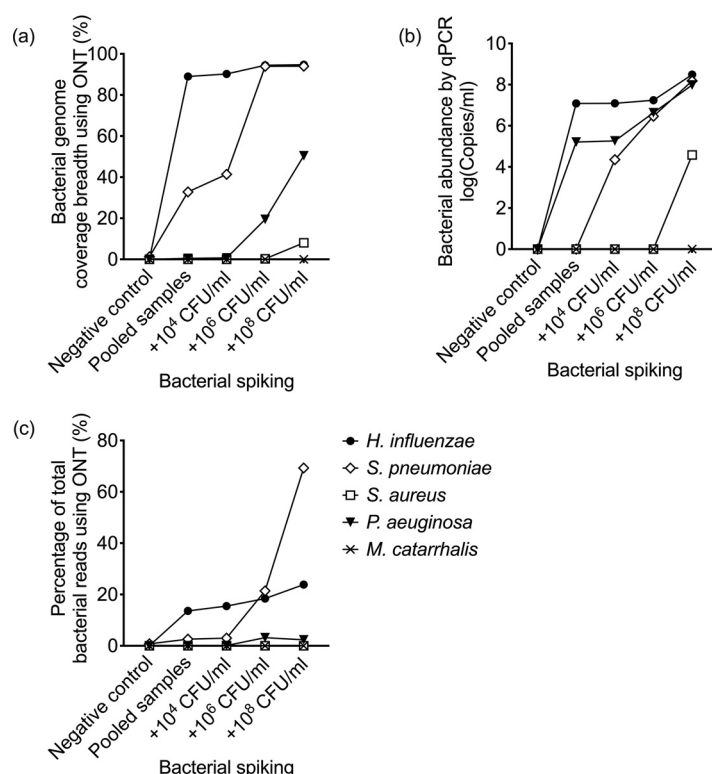 (a)
Bacterial genome
coverage breadth using ONT (%)
100
80
60
40
20
0
Negative control
Pooled samples
+10⁴ CFU/ml
+10⁶ CFU/ml
+10⁸ CFU/ml
Bacterial spiking
(b)
Bacterial abundance by qPCR
log(Copies/ml)
10
8
6
4
2
0
Negative control
Pooled samples
+10⁴ CFU/ml
+10⁶ CFU/ml
+10⁸ CFU/ml
Bacterial spiking
(c)
Percentage of total
bacterial reads using ONT (%)
80
60
40
20
0
Negative control
Pooled samples
+10⁴ CFU/ml
+10⁶ CFU/ml
+10⁸ CFU/ml
Bacterial spiking
H. influenzae
S. pneumoniae
S. aureus
P. aeuginosa
M. catarrhalis